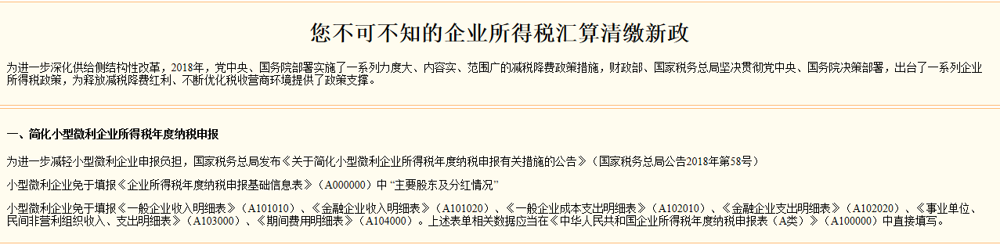 您不可不知的企业所得税汇算清缴新政
为进一步深化供给侧结构性改革，2018年，党中央、国务院部署实施了一系列力度大、内容实、范围广的减税降费政策措施，财政部、国家税务总局坚决贯彻党中央、国务院决策部署，出台了一系列企业
所得税政策，为释放减税降费红利、不断优化税收营商环境提供了政策支撑。
一、简化小型微利企业所得税年度纳税申报
为进一步减轻小型微利企业申报负担，国家税务总局发布《关于简化小型微利企业所得税年度纳税申报有关措施的公告》（国家税务总局公告2018年第58号）
小型微利企业免于填报《企业所得税年度纳税申报基础信息表》（A000000）中 “主要股东及分红情况”
小型微利企业免于填报《一般企业收入明细表》（A101010）、《金融企业收入明细表》（A101020）、《一般企业成本支出明细表》（A102010）、《金融企业支出明细表》（A102020）、《事业单位、
民间非营利组织收入、支出明细表》（A103000）、《期间费用明细表》（A104000）。上述表单相关数据应当在《中华人民共和国企业所得税年度纳税申报表（A类）》（A100000）中直接填写。